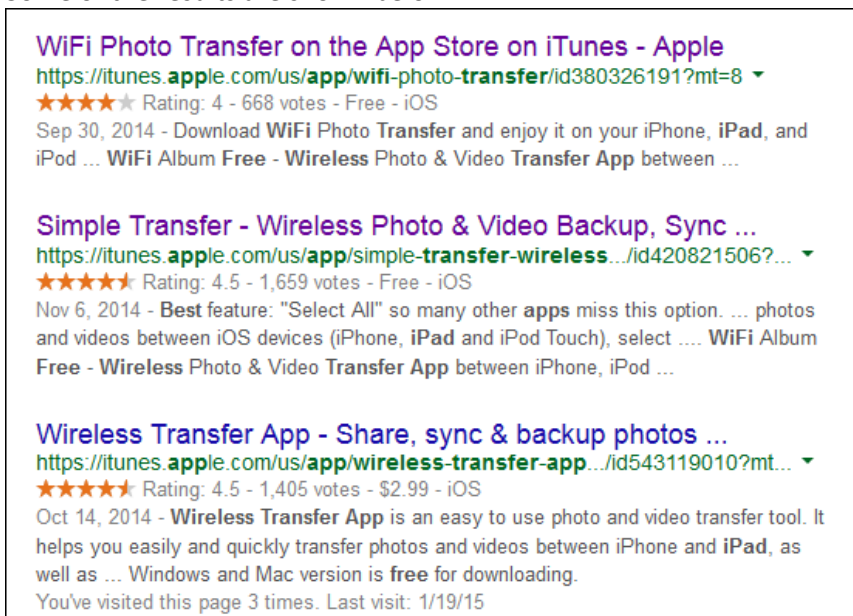 WiFi Photo Transfer on the App Store on iTunes - Apple
https://itunes.apple.com/us/app/wifi-photo-transfer/id380326191?mt=8
Rating: 4 - 668 votes - Free - iOS
Sep 30, 2014 - Download WiFi Photo Transfer and enjoy it on your iPhone, iPad, and
iPod ... WiFi Album Free - Wireless Photo & Video Transfer App between ...
Simple Transfer - Wireless Photo & Video Backup, Sync ...
https://itunes.apple.com/us/app/simple-transfer-wireless.../id420821506?...
Rating: 4.5 - 1,659 votes - Free - iOS
Nov 6, 2014 - Best feature: "Select All" so many other apps miss this option. ... photos
and videos between iOS devices (iPhone, iPad and iPod Touch), select .... WiFi Album
Free - Wireless Photo & Video Transfer App between iPhone, iPod ...
Wireless Transfer App - Share, sync & backup photos ...
https://itunes.apple.com/us/app/wireless-transfer-app.../id543119010?mt...
Rating: 4.5 - 1,405 votes - $2.99 - iOS
Oct 14, 2014 - Wireless Transfer App is an easy to use photo and video transfer tool. It
helps you easily and quickly transfer photos and videos between iPhone and iPad, as
well as ... Windows and Mac version is free for downloading.
You've visited this page 3 times. Last visit: 1/19/15